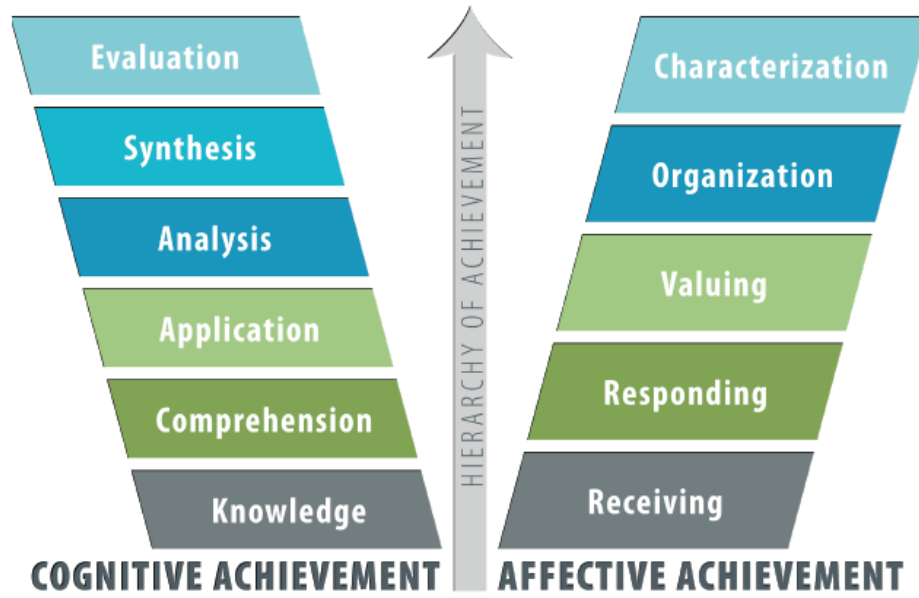 Evaluation
Synthesis
Analysis
Application
Comprehension
Knowledge
COGNITIVE ACHIEVEMENT
HIERARCHY OF ACHIEVEMENT
Characterization
Organization
Valuing
Responding
Receiving
AFFECTIVE ACHIEVEMENT